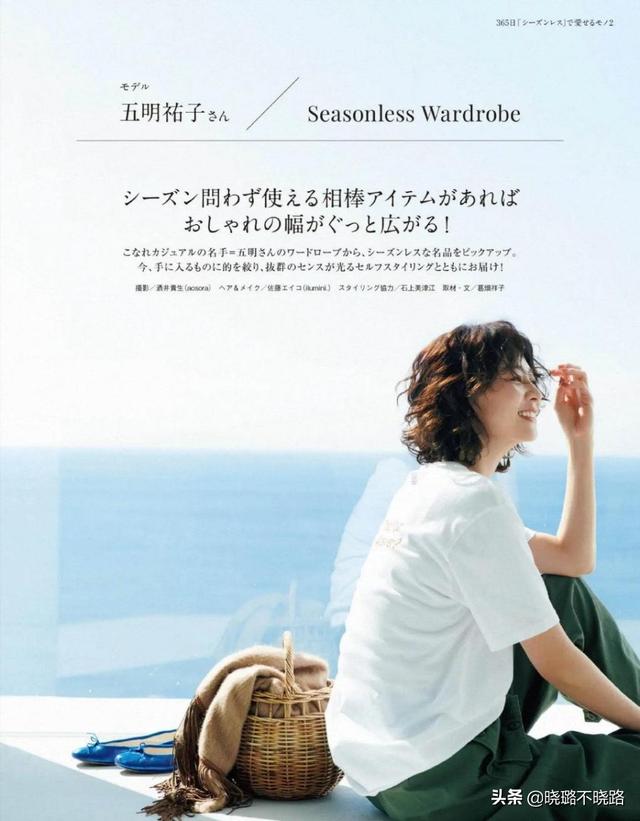 365日「シーズンレス」で愛せるモノ2
モデル
五明祐子さん
Seasonless Wardrobe
シーズン問わず使える相棒アイテムがあれば
おしゃれの幅がぐっと広がる！
こなれカジュアルの名手＝五明さんのワードローブから、シーズンレスな名品をピックアップ。
今、手に入るものに的を絞り、抜群のセンスが光るセルフスタイリングとともにお届け！
撮影／酒井貴生（aosora） ヘア＆メイク／佐藤エイコ（ilumini.） スタイリング協力／石上美津江 取材・文／葛畑祥子
头条 @晓璐不晓路